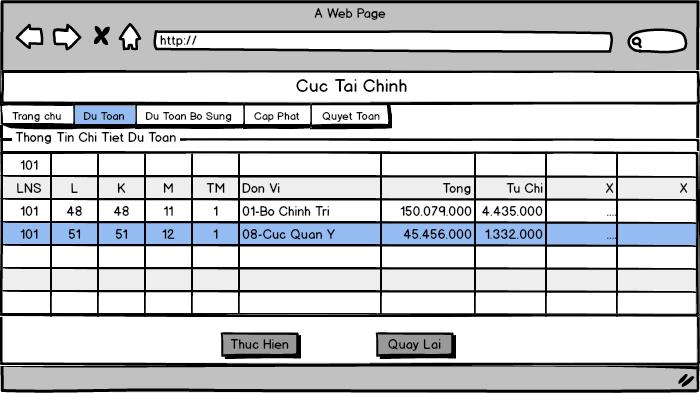 A Web Page
http://
Cuc Tai Chinh
Trang chu Du Toan Du Toan Bo Sung Cap Phat Quyet Toan
Thong Tin Chi Tiet Du Toan
101
LNS L K M TM Don Vi Tong Tu Chi X X
101 48 48 11 1 01-Bo Chinh Tri 150.079.000 4.435.000 ....
101 51 51 12 1 08-Cuc Quan Y 45.456.000 1.332.000 ....
Thuc Hien Quay Lai